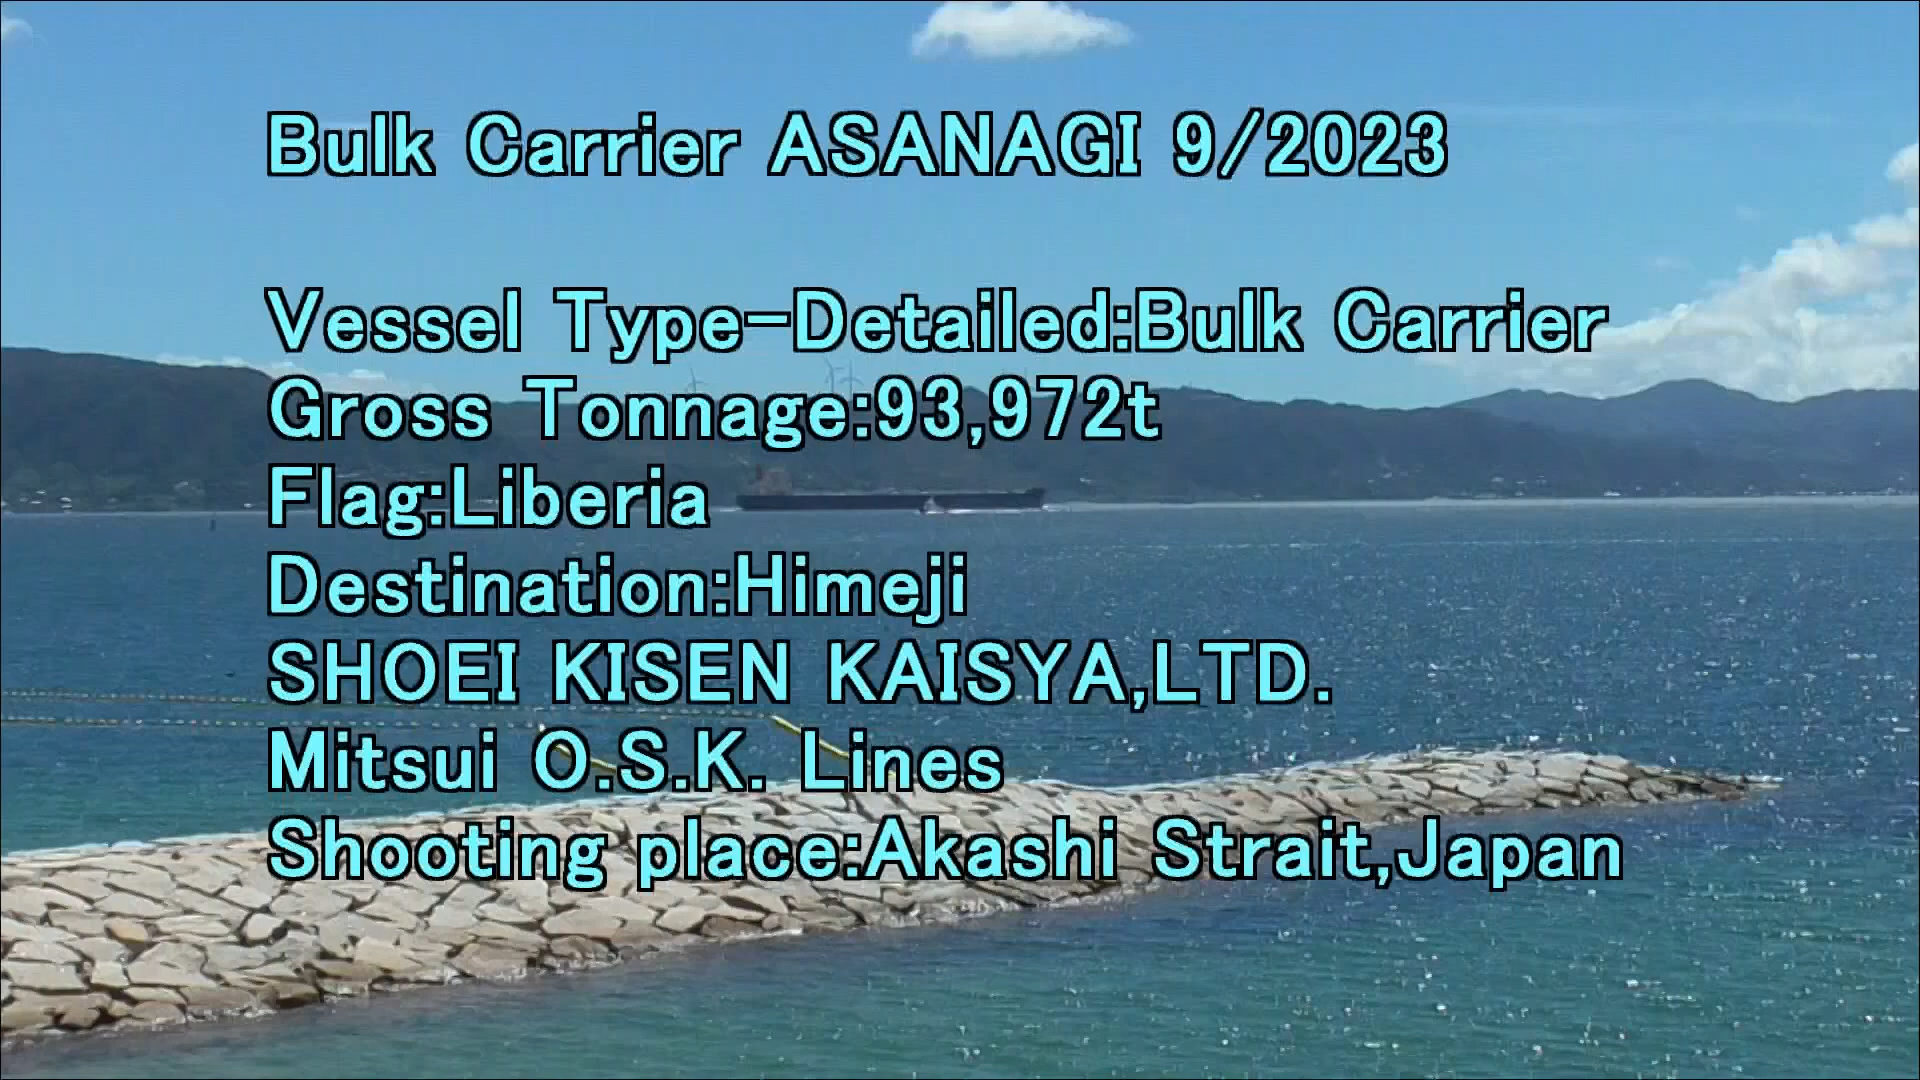 Bulk Carrier ASANAGI 9/2023
Vessel Type-Detailed:Bulk Carrier
Gross Tonnage:93,972t
Flag:Liberia
Destination:Himeji
SHOEI KISEN KAISYA,LTD.
Mitsui O.S.K. Lines
Shooting place:Akashi Strait,Japan